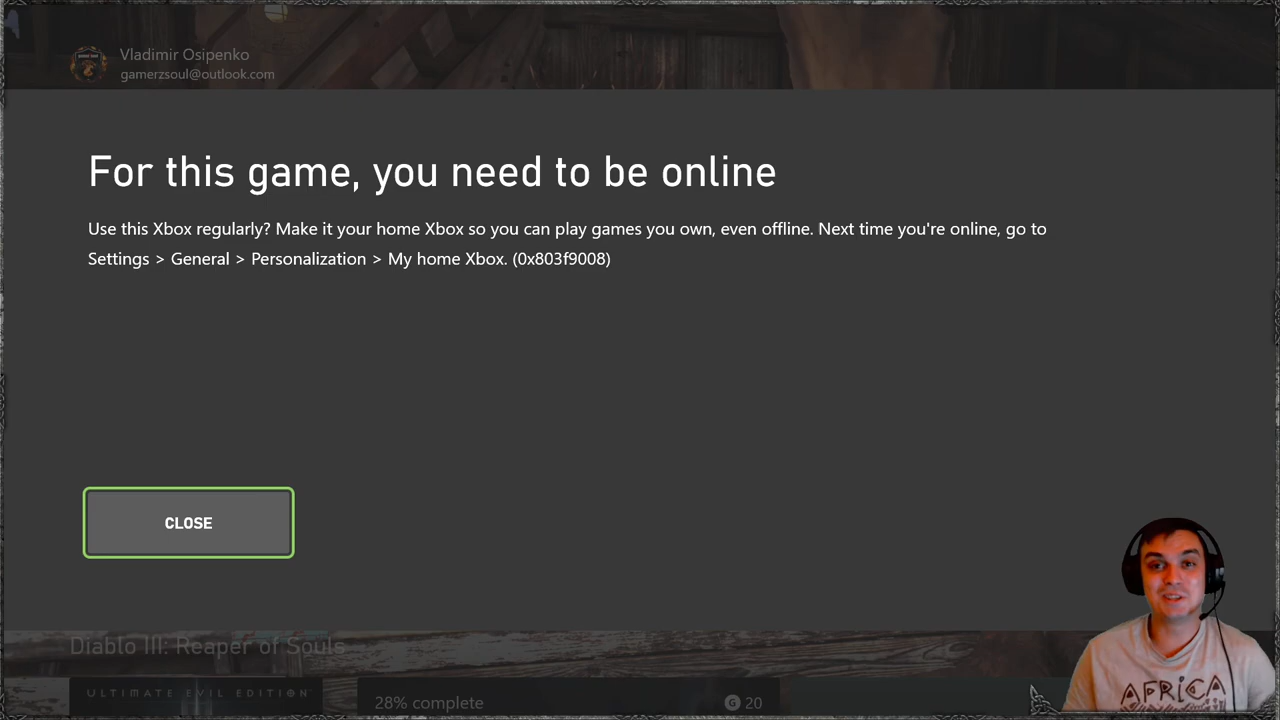 Vladimir Osipenko
gamerzsoul@outlook.com
For this game, you need to be online
Use this Xbox regularly? Make it your home Xbox so you can play games you own, even offline. Next time you're online, go to
Settings > General > Personalization > My home Xbox. (0x803f9008)
CLOSE
Diablo III: Reaper of Souls
ULTIMATE EVIL EDITION
28% complete
G 20
AFRICA